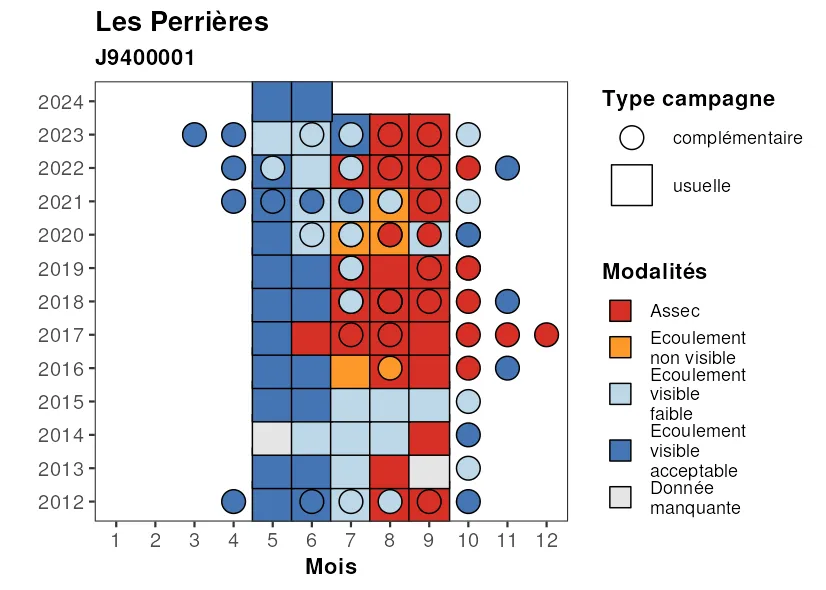 Les Perrières
J9400001
2024
2023
2022
2021
2020
2019
2018
2017
2016
2015
2014
2013
2012
1 2 3 4 5 6 7 8 9 10 11 12
Mois
Type campagne
complémentaire
usuelle
Modalités
Assec
Ecoulement
non visible
Ecoulement
visible
faible
Ecoulement
visible
acceptable
Donnée
manquante